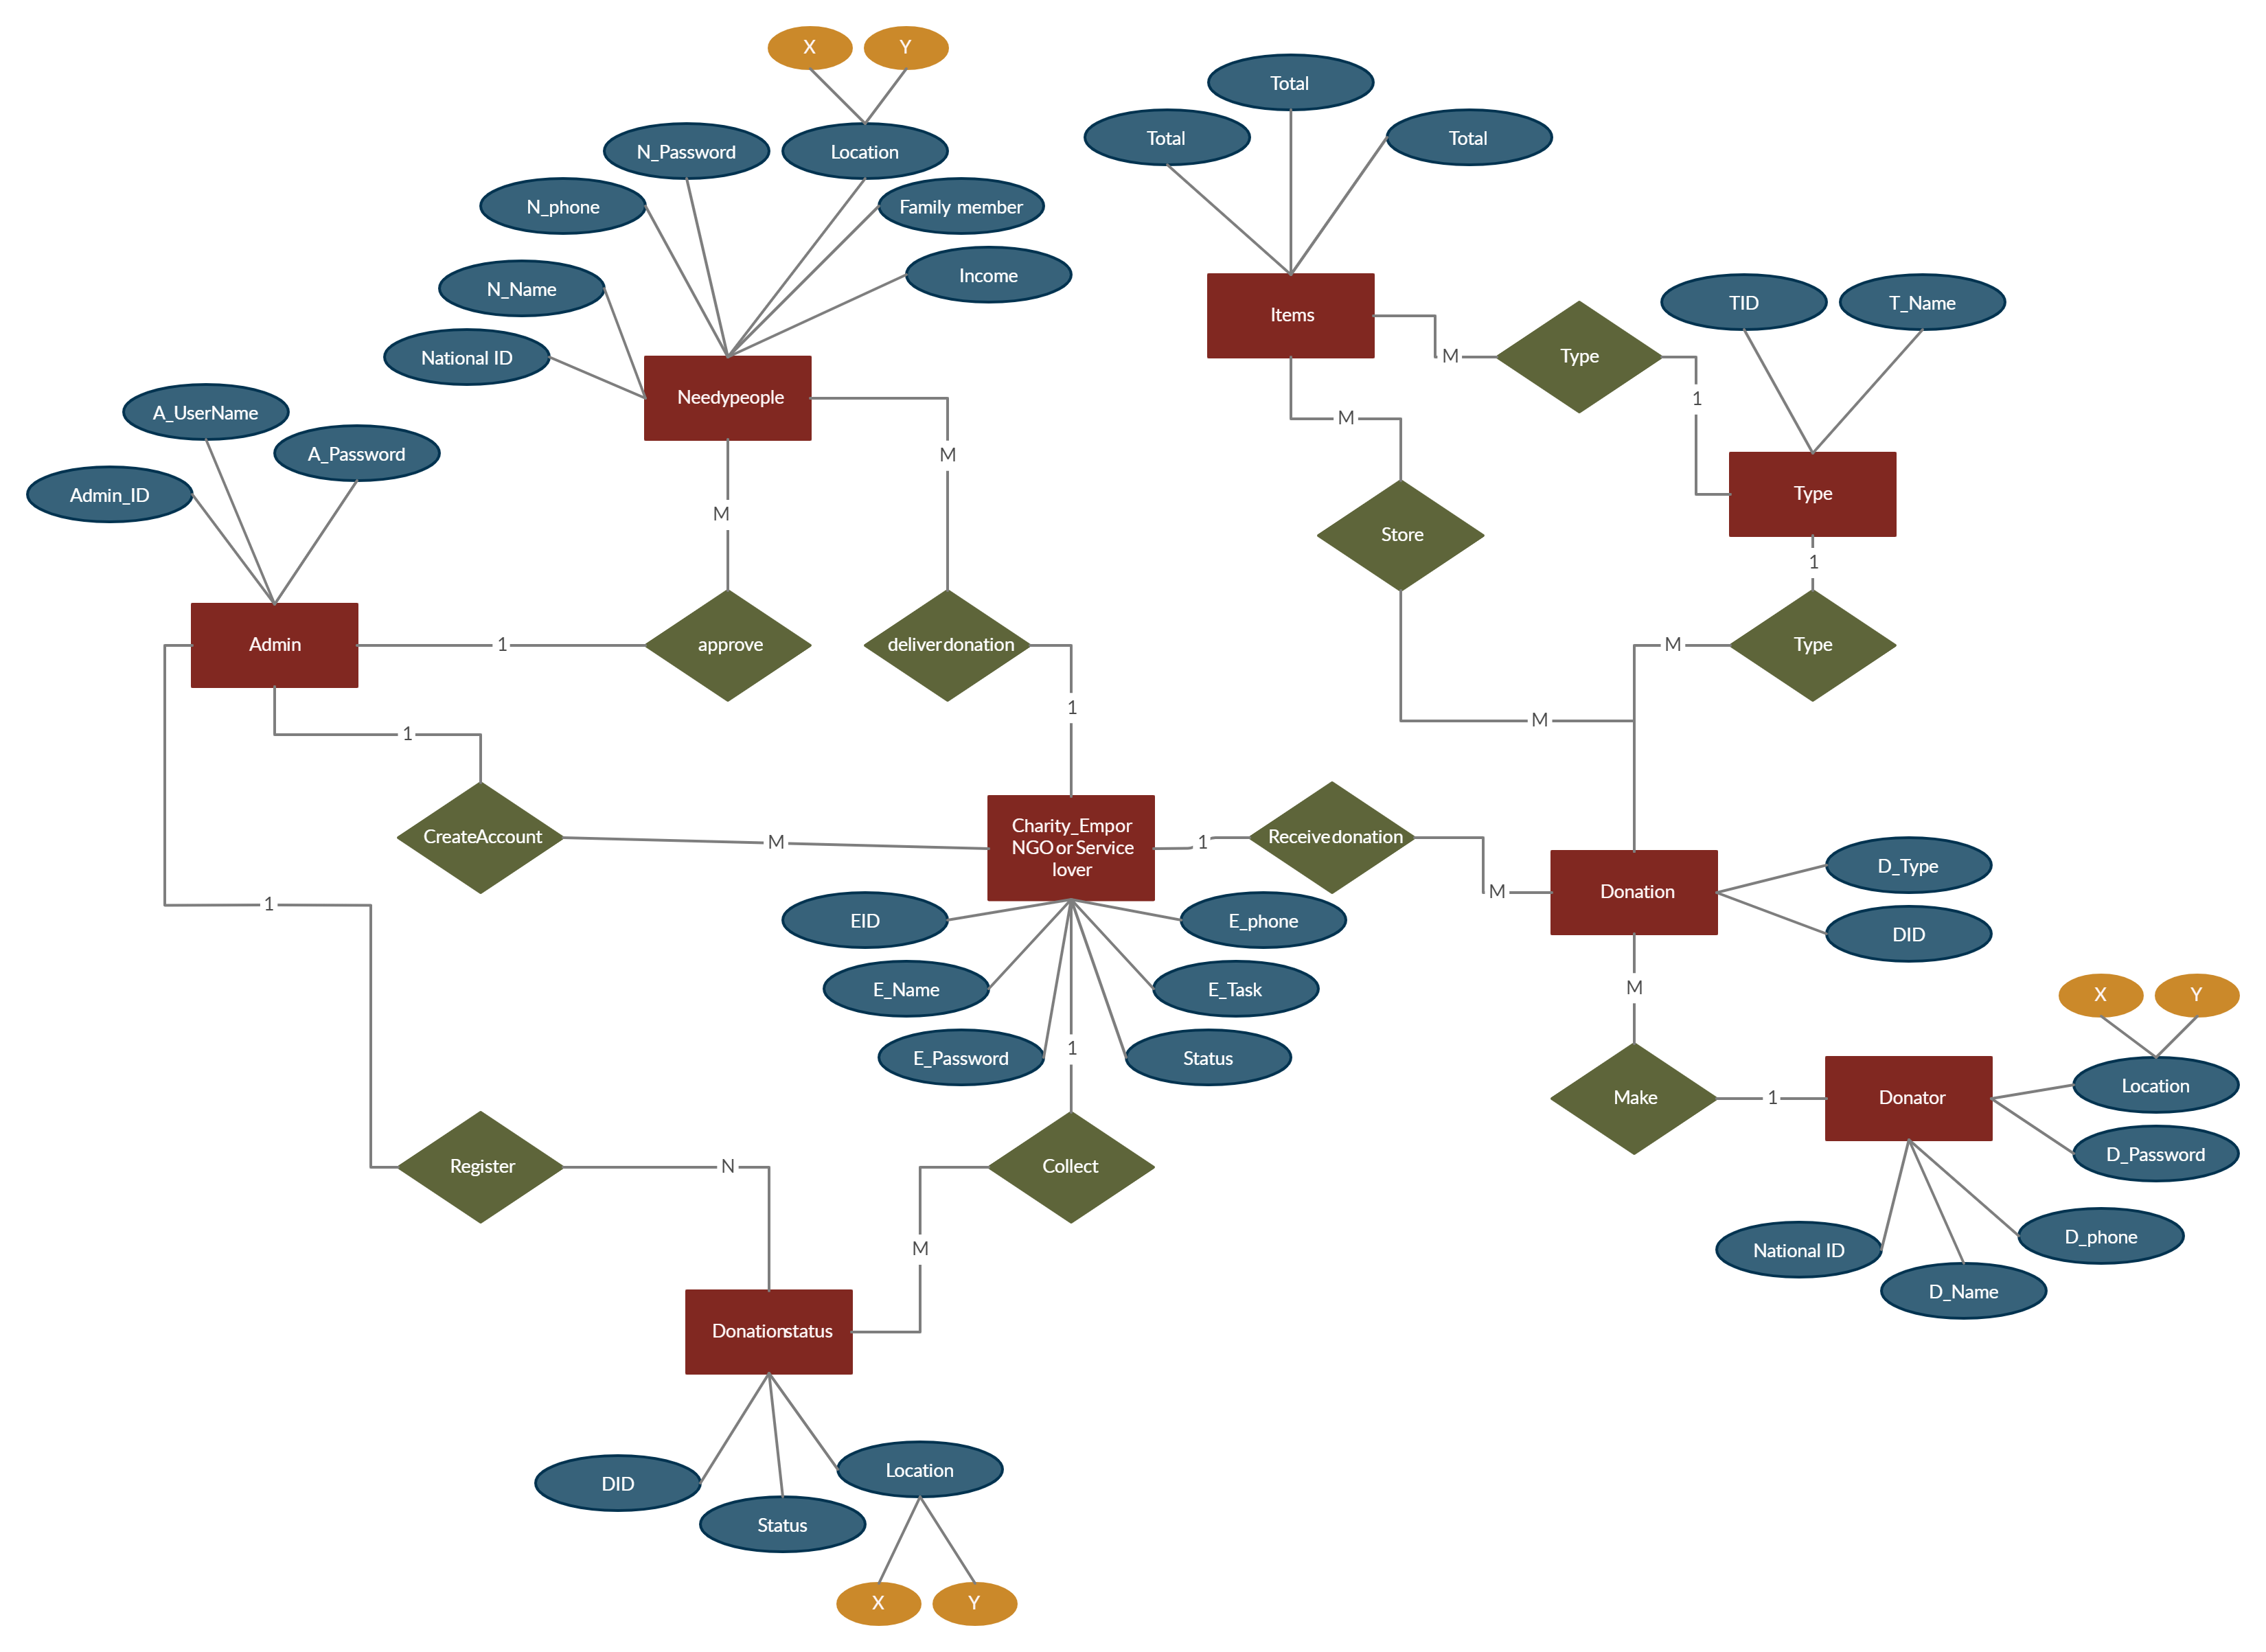 X
Y
Total
Total
Total
N_Password
Location
N_phone
Family member
Income
N_Name
National ID
Items
TID
T_Name
Type
M
1
Needypeople
A_UserName
A_Password
Admin_ID
M
M
M
Type
Store
1
Admin
1
approve
deliverdonation
M
Type
1
M
1
CreateAccount
M
Charity_Empor
NGO or Service
lover
1
Receivedonation
M
Donation
D_Type
DID
1
EID
E_phone
E_Name
E_Task
E_Password
Status
1
M
X
Y
Make
1
Donator
Location
D_Password
Register
N
Collect
M
National ID
D_phone
D_Name
Donationstatus
DID
Status
Location
X
Y